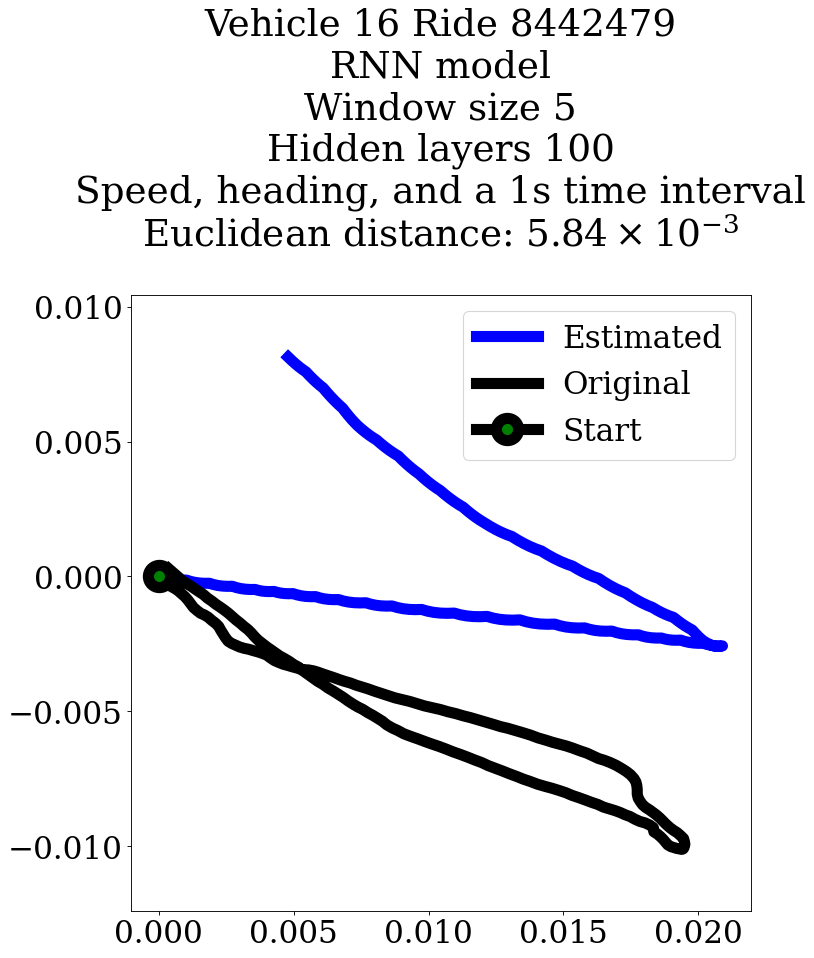 Vehicle 16 Ride 8442479
RNN model
Window size 5
Hidden layers 100
Speed, heading, and a 1s time interval
Euclidean distance: 5.84 × 10⁻³
0.010
0.005
0.000
−0.005
−0.010
Estimated
Original
Start
0.000 0.005 0.010 0.015 0.020